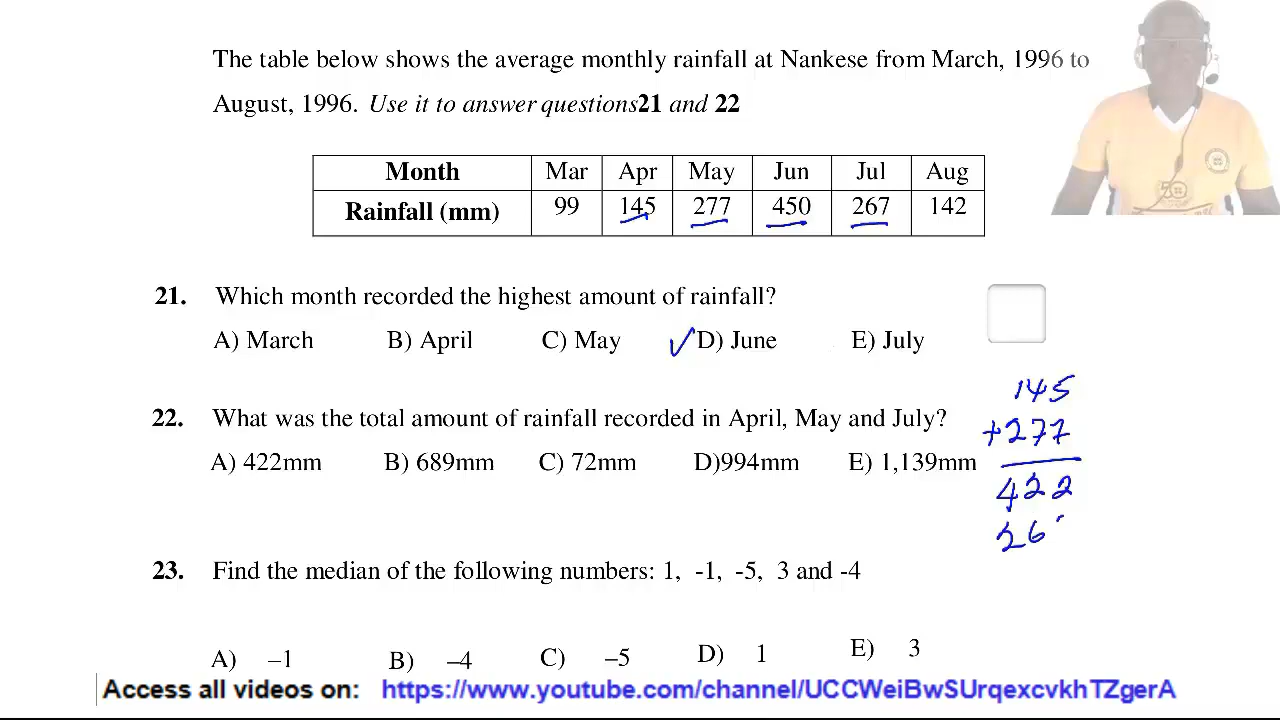 The table below shows the average monthly rainfall at Nankese from March, 1996 to
August, 1996. Use it to answer questions21 and 22
Month Mar Apr May Jun Jul Aug
Rainfall (mm) 99 145 277 450 267 142
21. Which month recorded the highest amount of rainfall?
A) March B) April C) May ✓D) June E) July
22. What was the total amount of rainfall recorded in April, May and July?
A) 422mm B) 689mm C) 72mm D)994mm E) 1,139mm
145
+277
422
26
23. Find the median of the following numbers: 1, -1, -5, 3 and -4
A) –1 B) –4 C) –5 D) 1 E) 3
Access all videos on: https://www.youtube.com/channel/UCCWeiBwSUrqexcvkhTZgerA